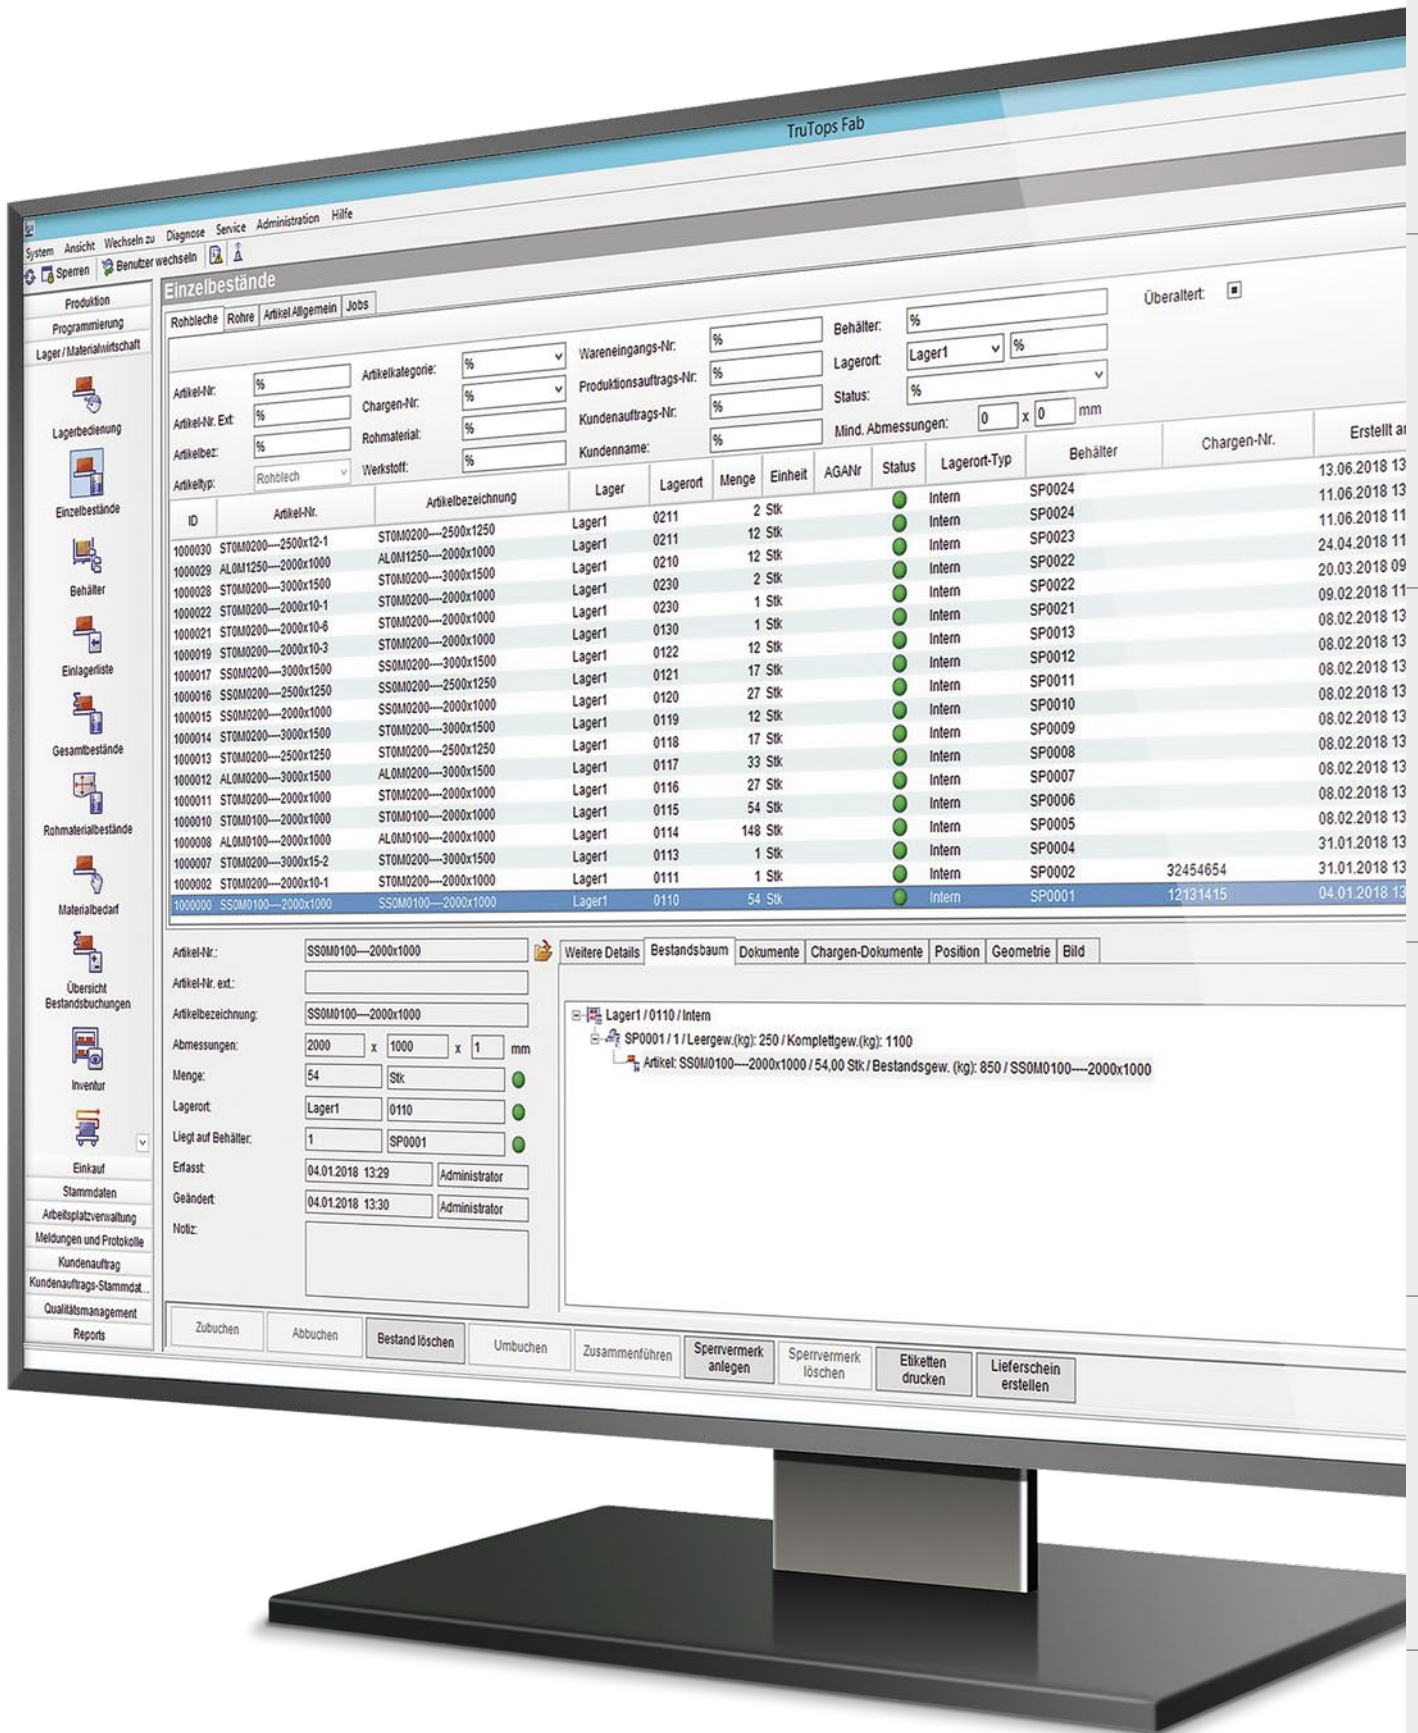 TruTops Fab
System Ansicht Wechseln zu Diagnose Service Administration Hilfe
Sperren Benutzer wechseln
Produktion
Programmierung
Lager / Materialwirtschaft
Lagerbedienung
Einzelbestände
Behälter
Einlagerliste
Gesamtbestände
Rohmaterialbestände
Materialbedarf
Übersicht
Bestandsbuchungen
Inventur
Einkauf
Stammdaten
Arbeitsplatzverwaltung
Meldungen und Protokolle
Kundenauftrag
Kundenauftrags-Stammdat...
Qualitätsmanagement
Reports
Einzelbestände
Rohbleche Rohre Artikel Allgemein Jobs
Artikel-Nr: % Artikelkategorie: % Wareneingangs-Nr: % Behälter: % Überaltert:
Artikel-Nr. Ext: % Chargen-Nr: % Produktionsauftrags-Nr: % Lagerort: Lager1 %
Artikelbez: % Rohmaterial: % Kundenauftrags-Nr: % Status: %
Artikeltyp: Rohblech Werkstoff: % Kundenname: % Mind. Abmessungen: 0 x 0 mm
ID Artikel-Nr. Artikelbezeichnung Lager Lagerort Menge Einheit AGANr Status Lagerort-Typ Behälter Chargen-Nr. Erstellt a
1000030 ST0M0200----2500x12-1 ST0M0200----2500x1250 Lager1 0211 2 Stk Intern SP0024 13.06.2018 13
1000029 AL0M1250----2000x1000 AL0M1250----2000x1000 Lager1 0211 12 Stk Intern SP0024 11.06.2018 13
1000028 ST0M0200----3000x1500 ST0M0200----3000x1500 Lager1 0210 12 Stk Intern SP0023 11.06.2018 11
1000022 ST0M0200----2000x10-1 ST0M0200----2000x1000 Lager1 0230 2 Stk Intern SP0022 24.04.2018 11
1000021 ST0M0200----2000x10-6 ST0M0200----2000x1000 Lager1 0230 1 Stk Intern SP0022 20.03.2018 09
1000019 ST0M0200----2000x10-3 ST0M0200----2000x1000 Lager1 0130 1 Stk Intern SP0021 09.02.2018 11
1000017 SS0M0200----3000x1500 SS0M0200----3000x1500 Lager1 0122 12 Stk Intern SP0013 08.02.2018 13
1000016 SS0M0200----2500x1250 SS0M0200----2500x1250 Lager1 0121 17 Stk Intern SP0012 08.02.2018 13
1000015 SS0M0200----2000x1000 SS0M0200----2000x1000 Lager1 0120 27 Stk Intern SP0011 08.02.2018 13
1000014 ST0M0200----3000x1500 ST0M0200----3000x1500 Lager1 0119 12 Stk Intern SP0010 08.02.2018 13
1000013 ST0M0200----2500x1250 ST0M0200----2500x1250 Lager1 0118 17 Stk Intern SP0009 08.02.2018 13
1000012 AL0M0200----3000x1500 AL0M0200----3000x1500 Lager1 0117 33 Stk Intern SP0008 08.02.2018 13
1000011 ST0M0200----2000x1000 ST0M0200----2000x1000 Lager1 0116 27 Stk Intern SP0007 08.02.2018 13
1000010 ST0M0100----2000x1000 ST0M0100----2000x1000 Lager1 0115 54 Stk Intern SP0006 08.02.2018 13
1000008 AL0M0100----2000x1000 AL0M0100----2000x1000 Lager1 0114 148 Stk Intern SP0005 08.02.2018 13
1000007 ST0M0200----3000x15-2 ST0M0200----3000x1500 Lager1 0113 1 Stk Intern SP0004 31.01.2018 13
1000002 ST0M0200----2000x10-1 ST0M0200----2000x1000 Lager1 0111 1 Stk Intern SP0002 32454654 31.01.2018 13
1000000 SS0M0100----2000x1000 SS0M0100----2000x1000 Lager1 0110 54 Stk Intern SP0001 12131415 04.01.2018 13
Artikel-Nr.: SS0M0100----2000x1000
Artikel-Nr. ext.:
Artikelbezeichnung: SS0M0100----2000x1000
Abmessungen: 2000 x 1000 x 1 mm
Menge: 54 Stk
Lagerort: Lager1 0110
Liegt auf Behälter: 1 SP0001
Erfasst: 04.01.2018 13:29 Administrator
Geändert: 04.01.2018 13:30 Administrator
Notiz:
Weitere Details Bestandsbaum Dokumente Chargen-Dokumente Position Geometrie Bild
Lager1 / 0110 / Intern
SP0001 / 1 / Leergew.(kg): 250 / Komplettgew.(kg): 1100
Artikel: SS0M0100----2000x1000 / 54,00 Stk / Bestandsgew. (kg): 850 / SS0M0100----2000x1000
Zubuchen Abbuchen Bestand löschen Umbuchen Zusammenführen Sperrvermerk anlegen Sperrvermerk löschen Etiketten drucken Lieferschein erstellen